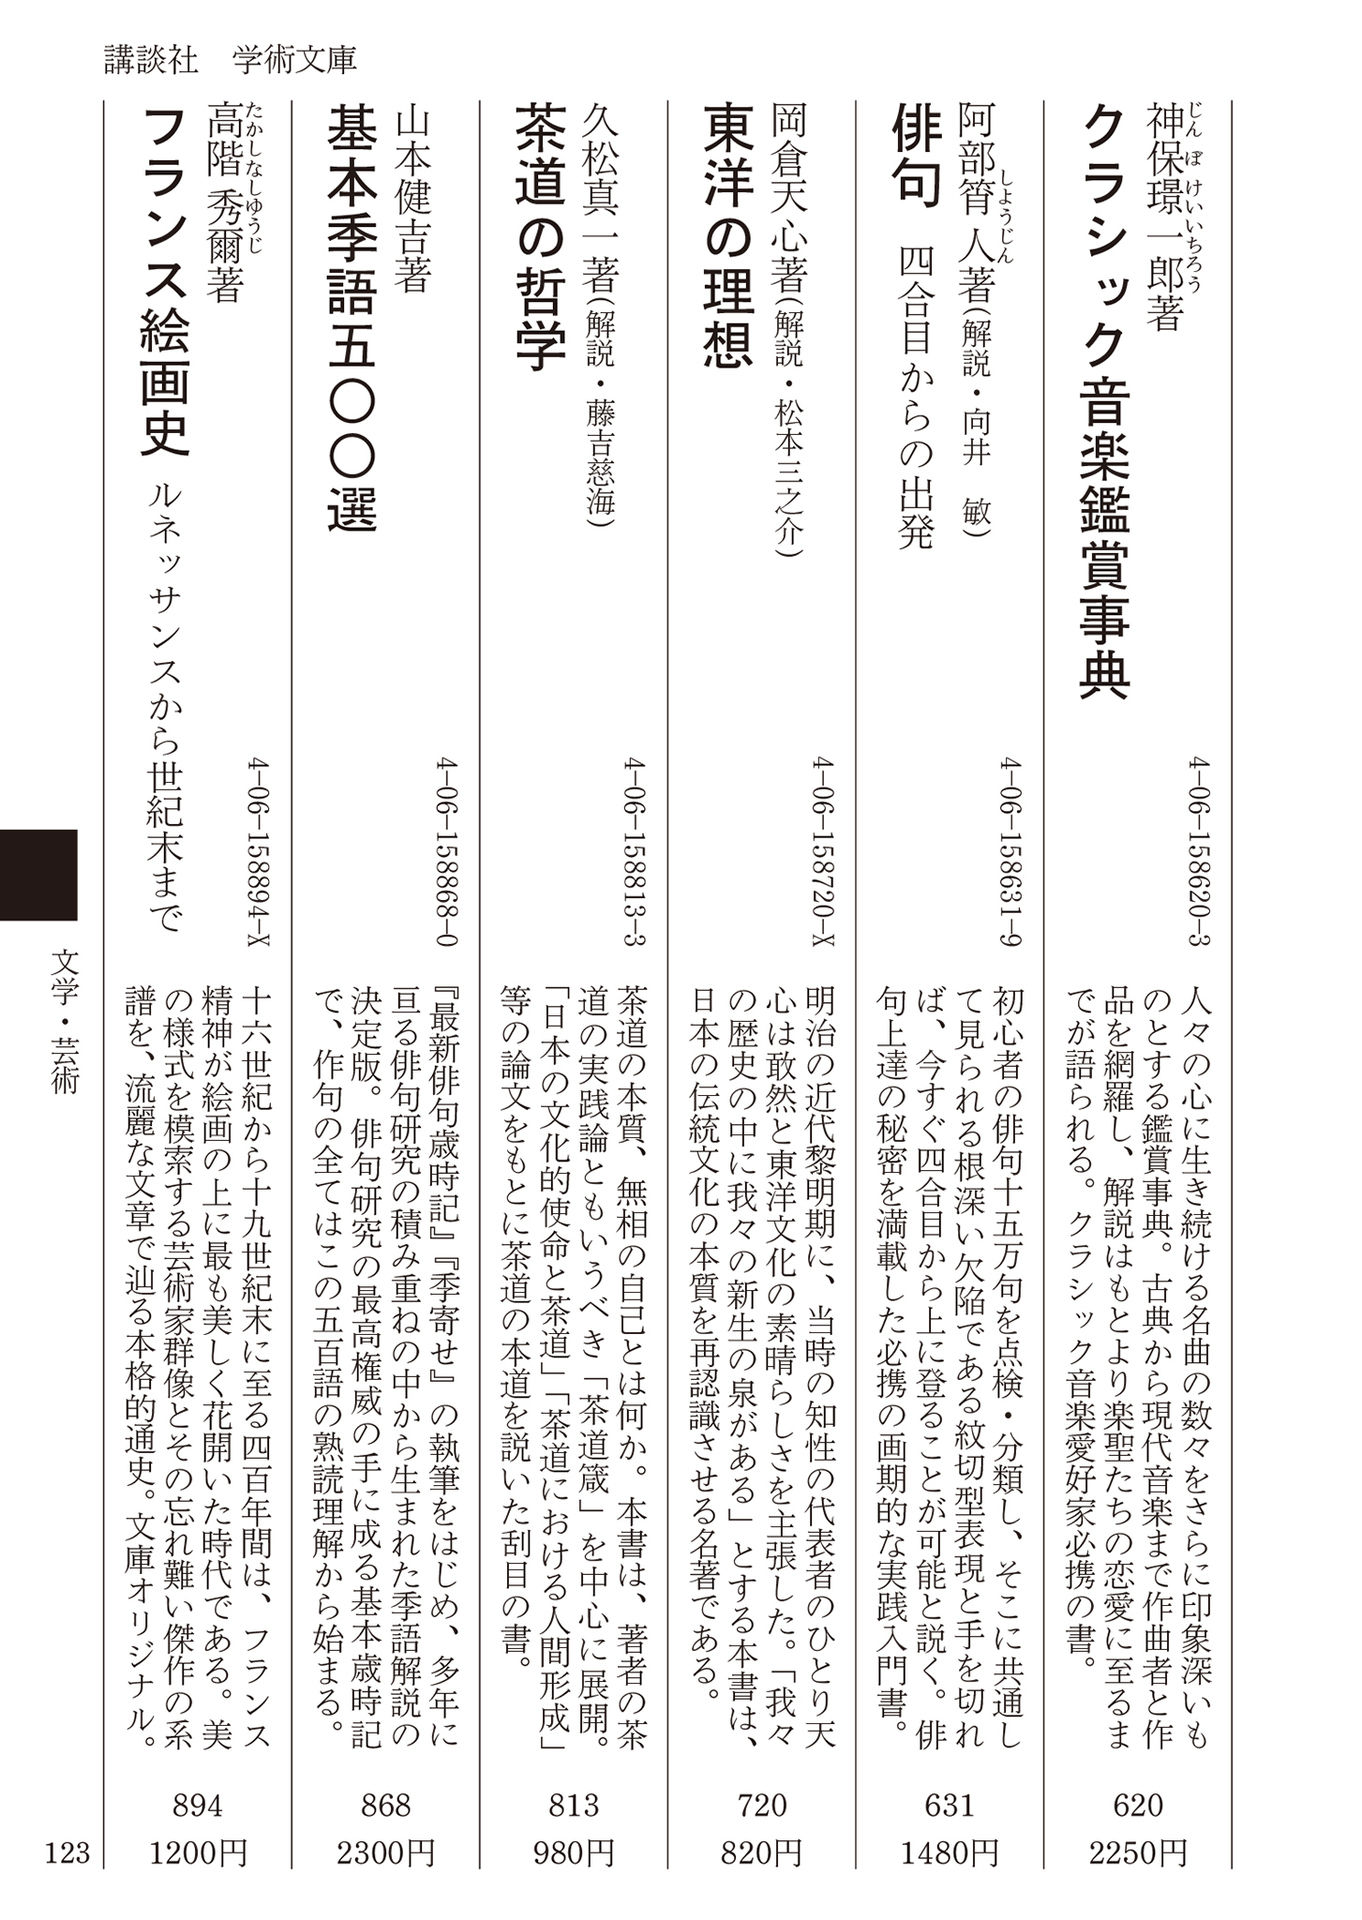 講談社　学術文庫
神保璟一郎著
じんぼけいいちろう
クラシック音楽鑑賞事典
4-06-158620-3
人々の心に生き続ける名曲の数々をさらに印象深いも
のとする鑑賞事典。古典から現代音楽まで作曲者と作
品を網羅し、解説はもとより楽聖たちの恋愛に至るま
でが語られる。クラシック音楽愛好家必携の書。
620
2250円
阿部筲人著(解説・向井　敏)
しようじん
俳句　四合目からの出発
4-06-158631-9
初心者の俳句十五万句を点検・分類し、そこに共通し
て見られる根深い欠陥である紋切型表現と手を切れ
ば、今すぐ四合目から上に登ることが可能と説く。俳
句上達の秘密を満載した必携の画期的な実践入門書。
631
1480円
岡倉天心著(解説・松本三之介)
東洋の理想
4-06-158720-X
明治の近代黎明期に、当時の知性の代表者のひとり天
心は敢然と東洋文化の素晴らしさを主張した。「我々
の歴史の中に我々の新生の泉がある」とする本書は、
日本の伝統文化の本質を再認識させる名著である。
720
820円
久松真一著(解説・藤吉慈海)
茶道の哲学
4-06-158813-3
茶道の本質、無相の自己とは何か。本書は、著者の茶
道の実践論ともいうべき「茶道箴」を中心に展開。
「日本の文化的使命と茶道」「茶道における人間形成」
等の論文をもとに茶道の本道を説いた刮目の書。
813
980円
山本健吉著
基本季語五〇〇選
4-06-158868-0
『最新俳句歳時記』『季寄せ』の執筆をはじめ、多年に
亘る俳句研究の積み重ねの中から生まれた季語解説の
決定版。俳句研究の最高権威の手に成る基本歳時記
で、作句の全てはこの五百語の熟読理解から始まる。
868
2300円
高階秀爾著
たかしなしゆうじ
フランス絵画史　ルネッサンスから世紀末まで
4-06-158894-X
十六世紀から十九世紀末に至る四百年間は、フランス
精神が絵画の上に最も美しく花開いた時代である。美
の様式を模索する芸術家群像とその忘れ難い傑作の系
譜を、流麗な文章で辿る本格的通史。文庫オリジナル。
894
1200円
文学・芸術
123